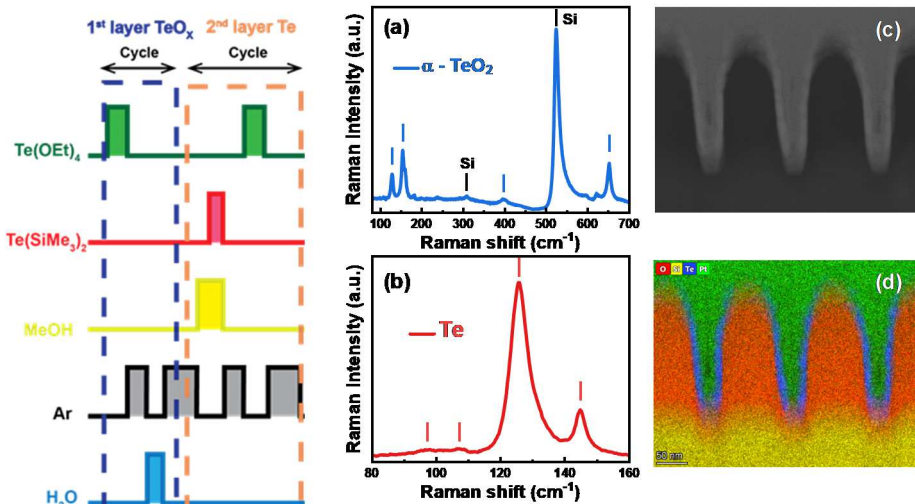 1st layer TeOx
2nd layer Te
Cycle
Cycle
Te(OEt)4
Te(SiMe3)2
MeOH
Ar
H2O
(a)
Si
α - TeO2
Si
Raman Intensity (a.u.)
100 200 300 400 500 600 700
Raman shift (cm-1)
(b)
Te
Raman Intensity (a.u.)
80 100 120 140 160
Raman shift (cm-1)
(c)
O Si Te Pt
(d)
50 nm